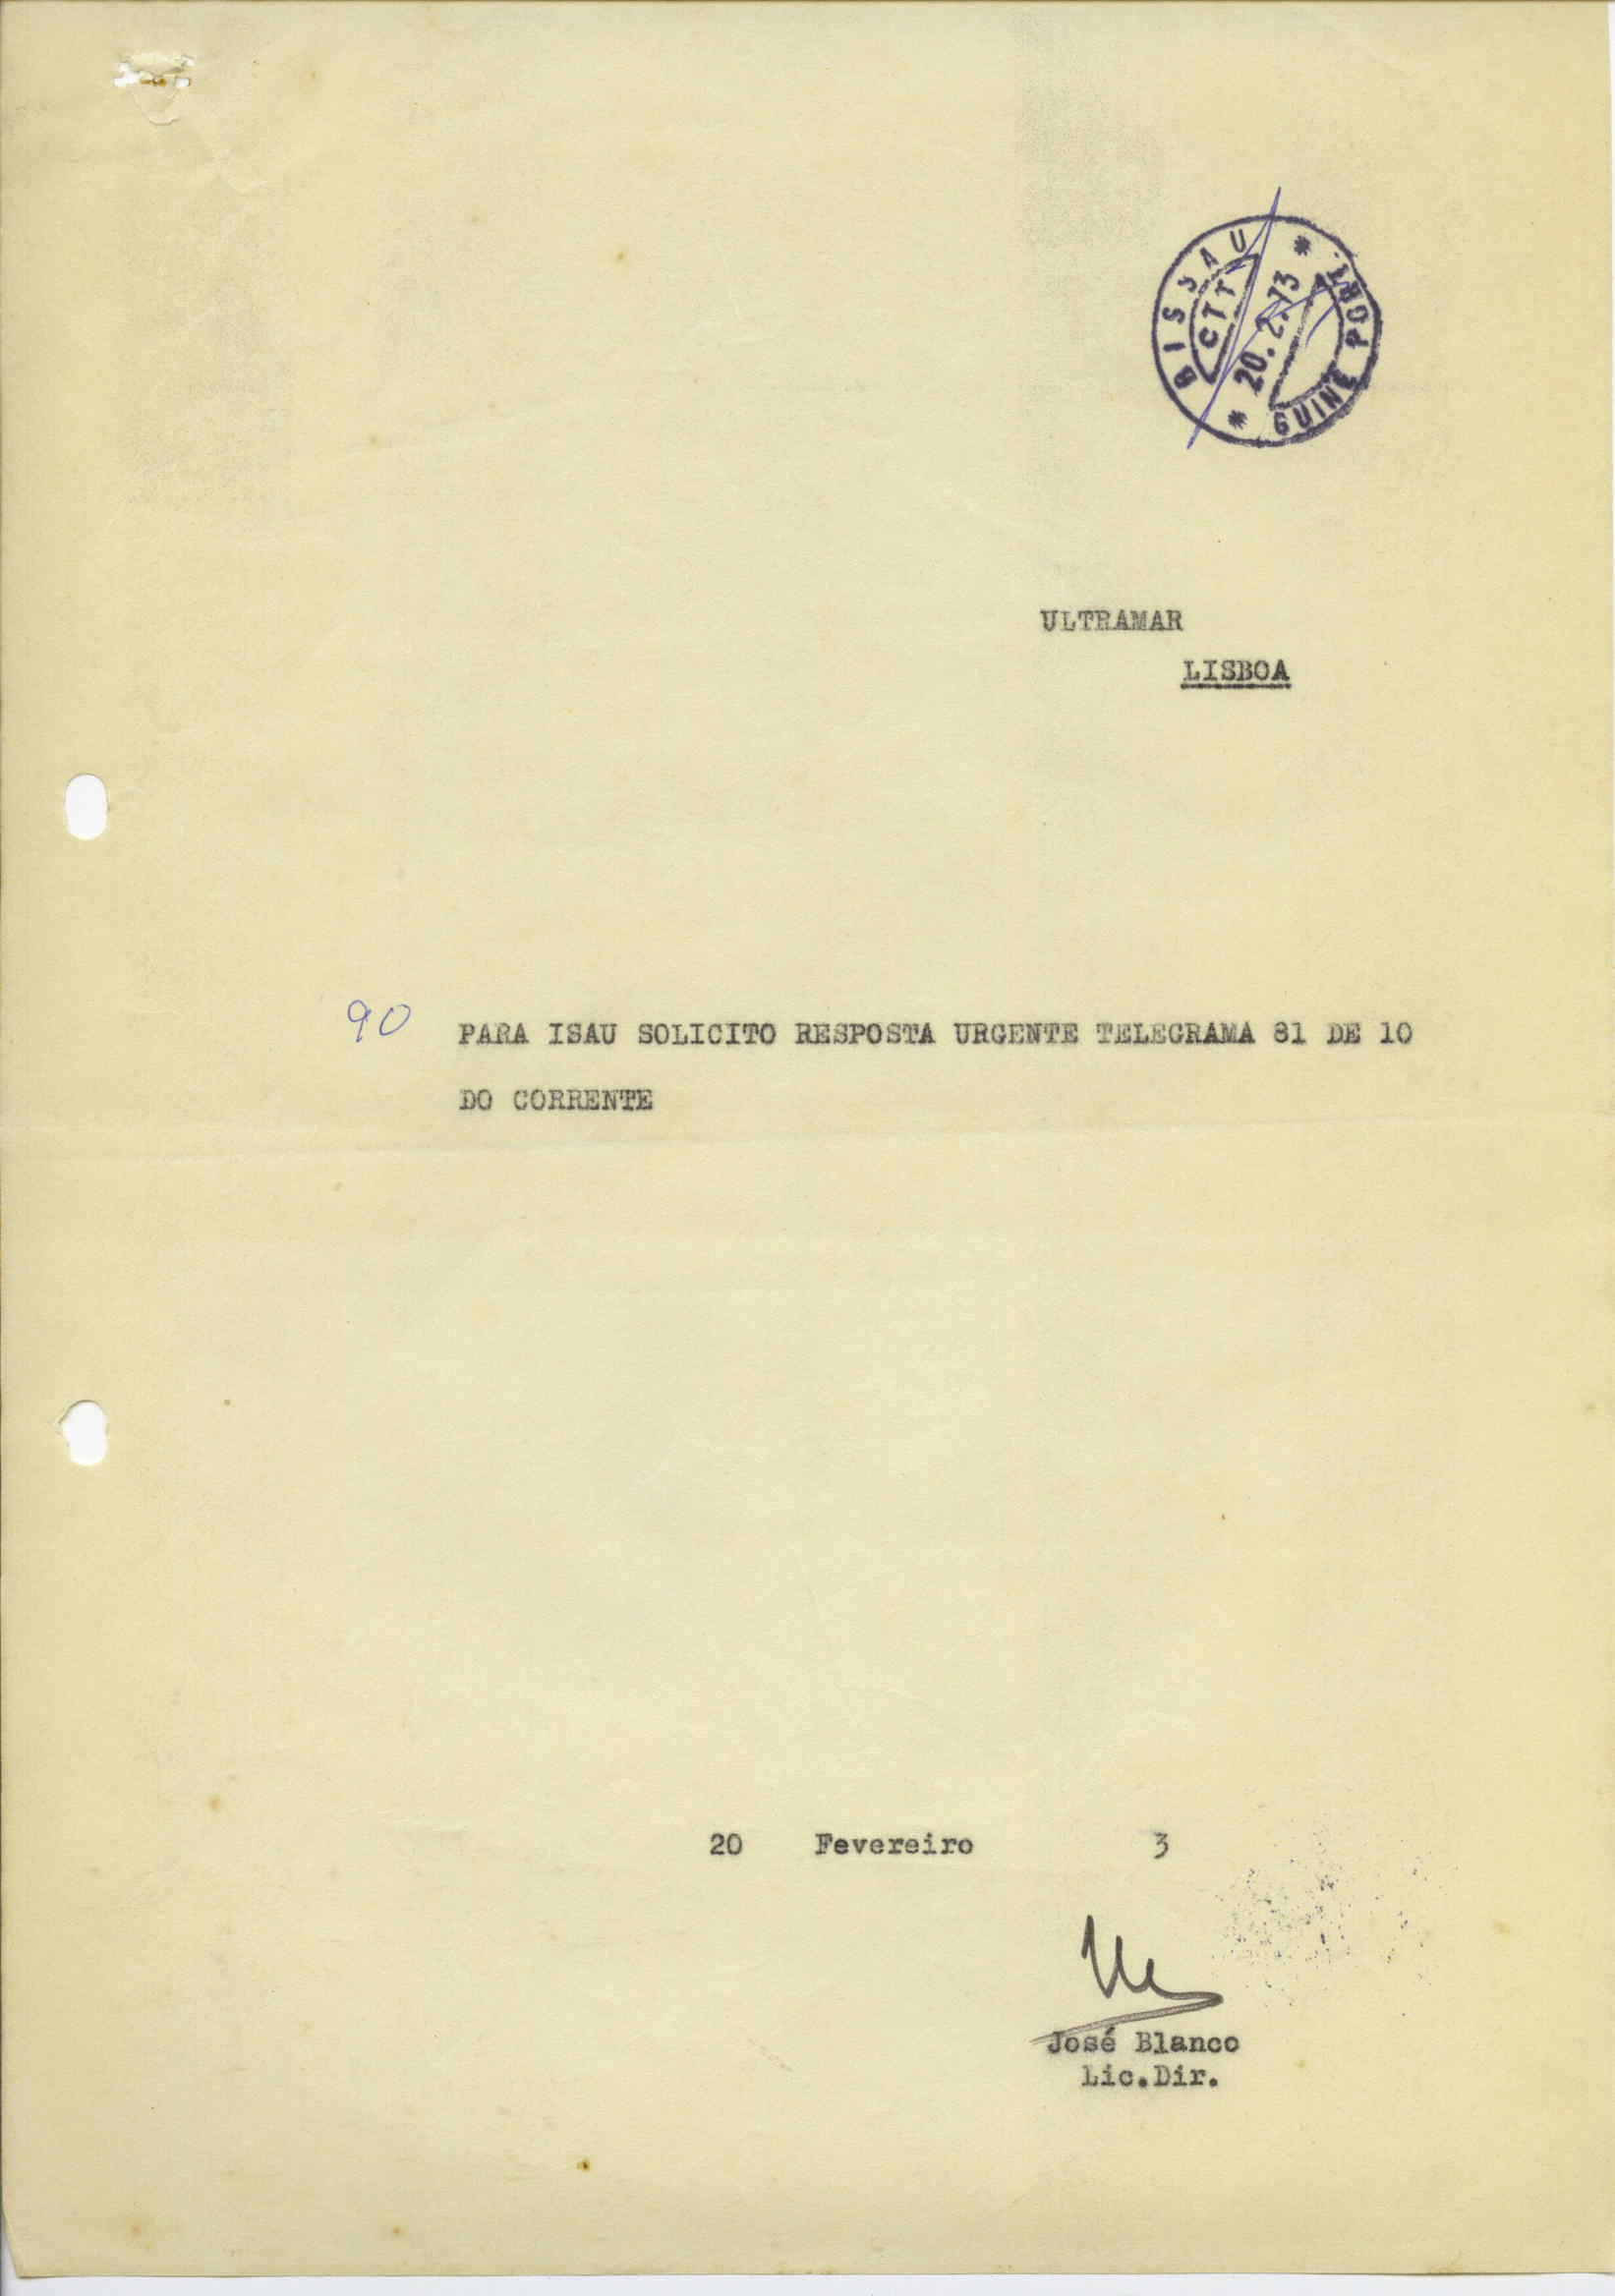 BISSAU
CTT
20.2.73
GUINE PORT.
ULTRAMAR
LISBOA
90 PARA ISAU SOLICITO RESPOSTA URGENTE TELEGRAMA 81 DE 10
DO CORRENTE
20 Fevereiro 3
José Blanco
Lic.Dir.